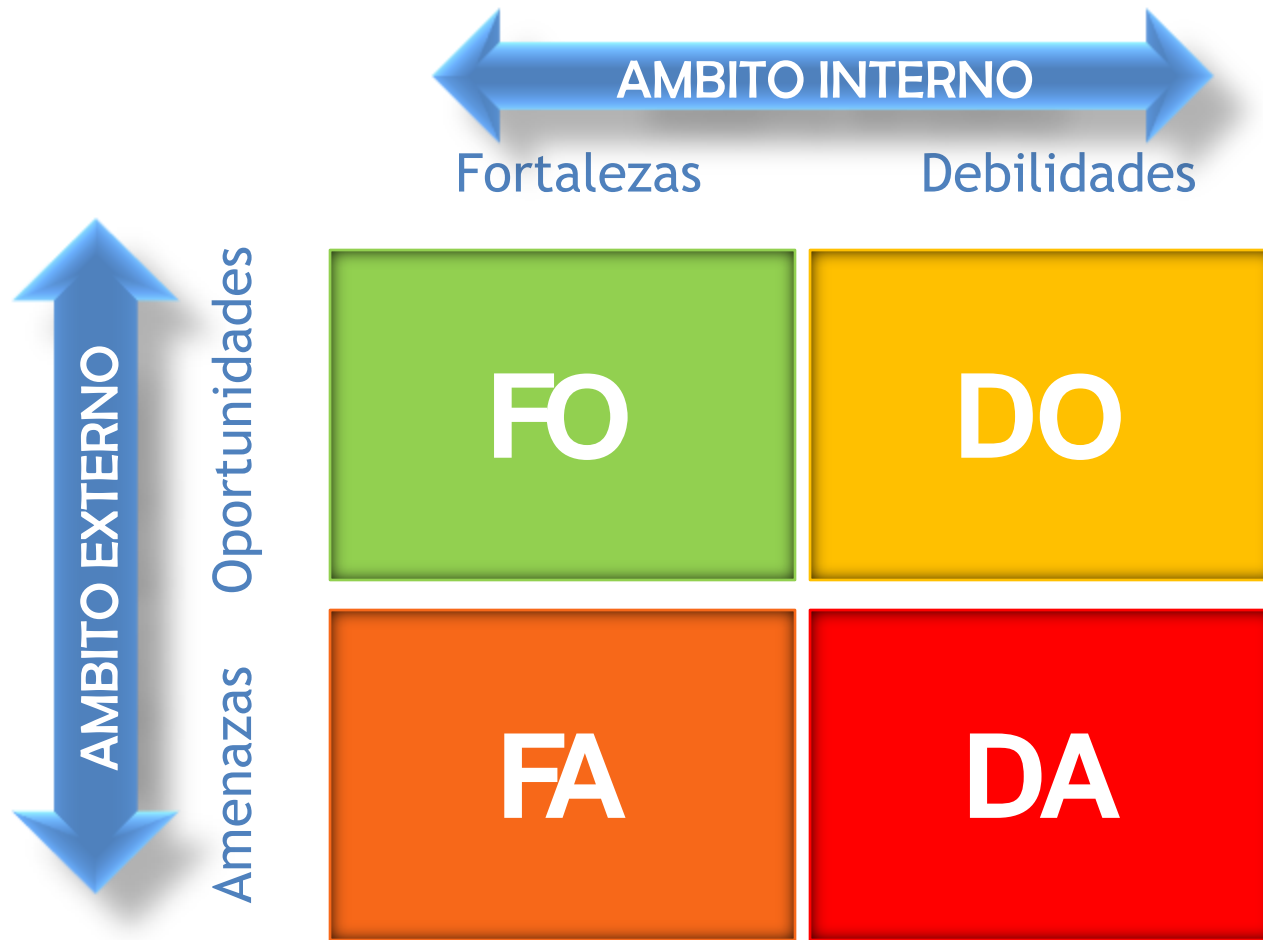 AMBITO INTERNO
Fortalezas
Debilidades
AMBITO EXTERNO
Oportunidades
FO
DO
Amenazas
FA
DA